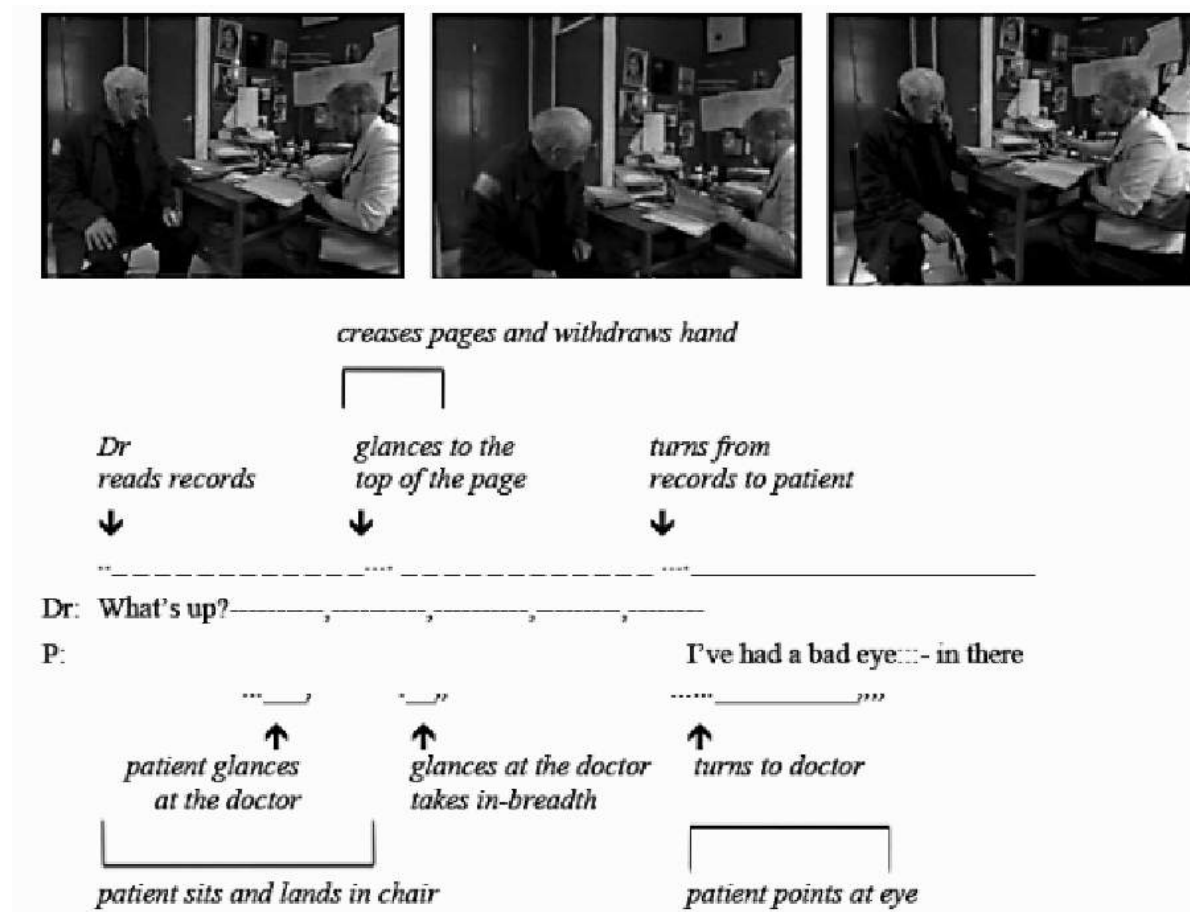 creases pages and withdraws hand
Dr
reads records
glances to the
top of the page
turns from
records to patient
Dr: What's up?----------,----------,----------,---------,--------
P: I've had a bad eye:::- in there
patient glances
at the doctor
glances at the doctor
takes in-breadth
turns to doctor
patient sits and lands in chair
patient points at eye